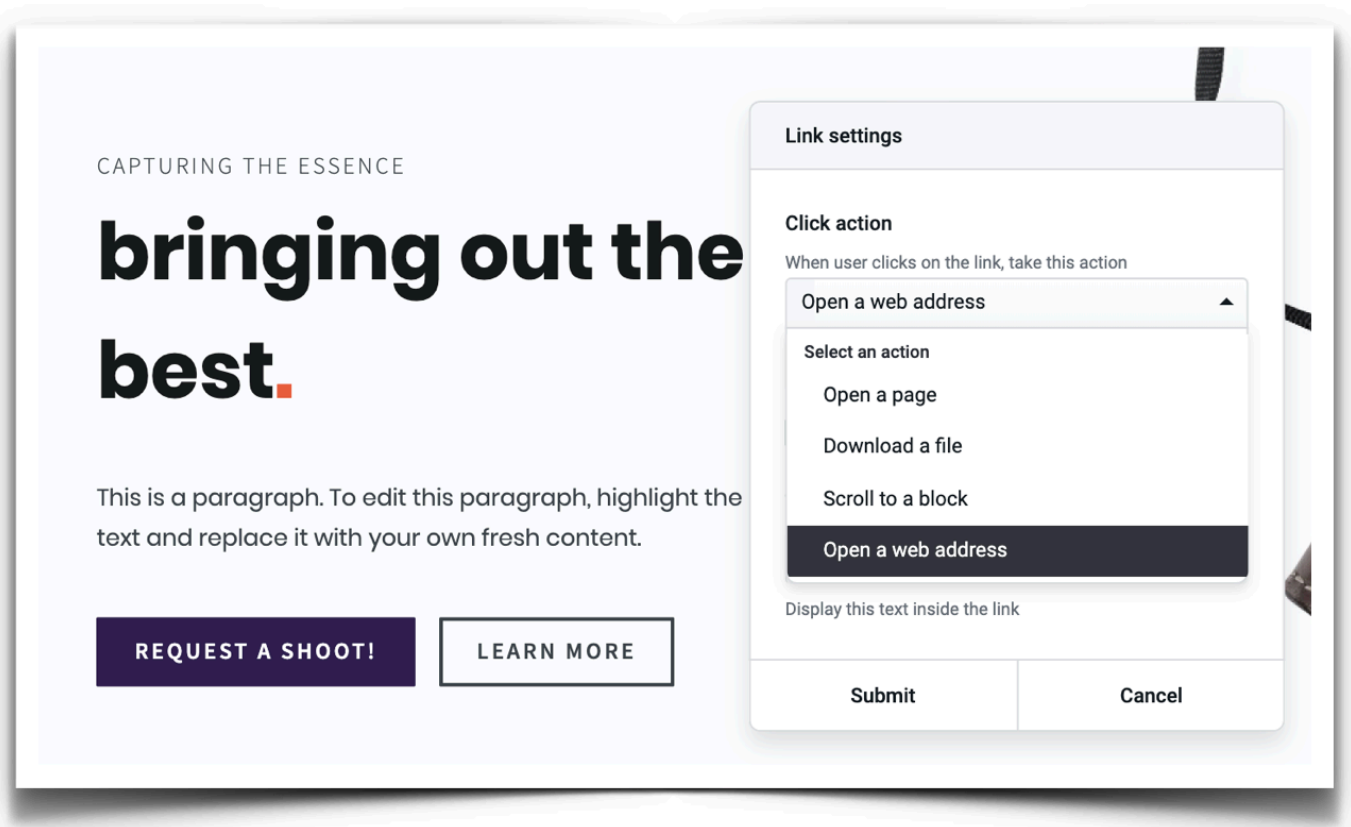 CAPTURING THE ESSENCE
bringing out the
best.
This is a paragraph. To edit this paragraph, highlight the
text and replace it with your own fresh content.
REQUEST A SHOOT!
LEARN MORE
Link settings
Click action
When user clicks on the link, take this action
Open a web address
Select an action
Open a page
Download a file
Scroll to a block
Open a web address
Display this text inside the link
Submit
Cancel